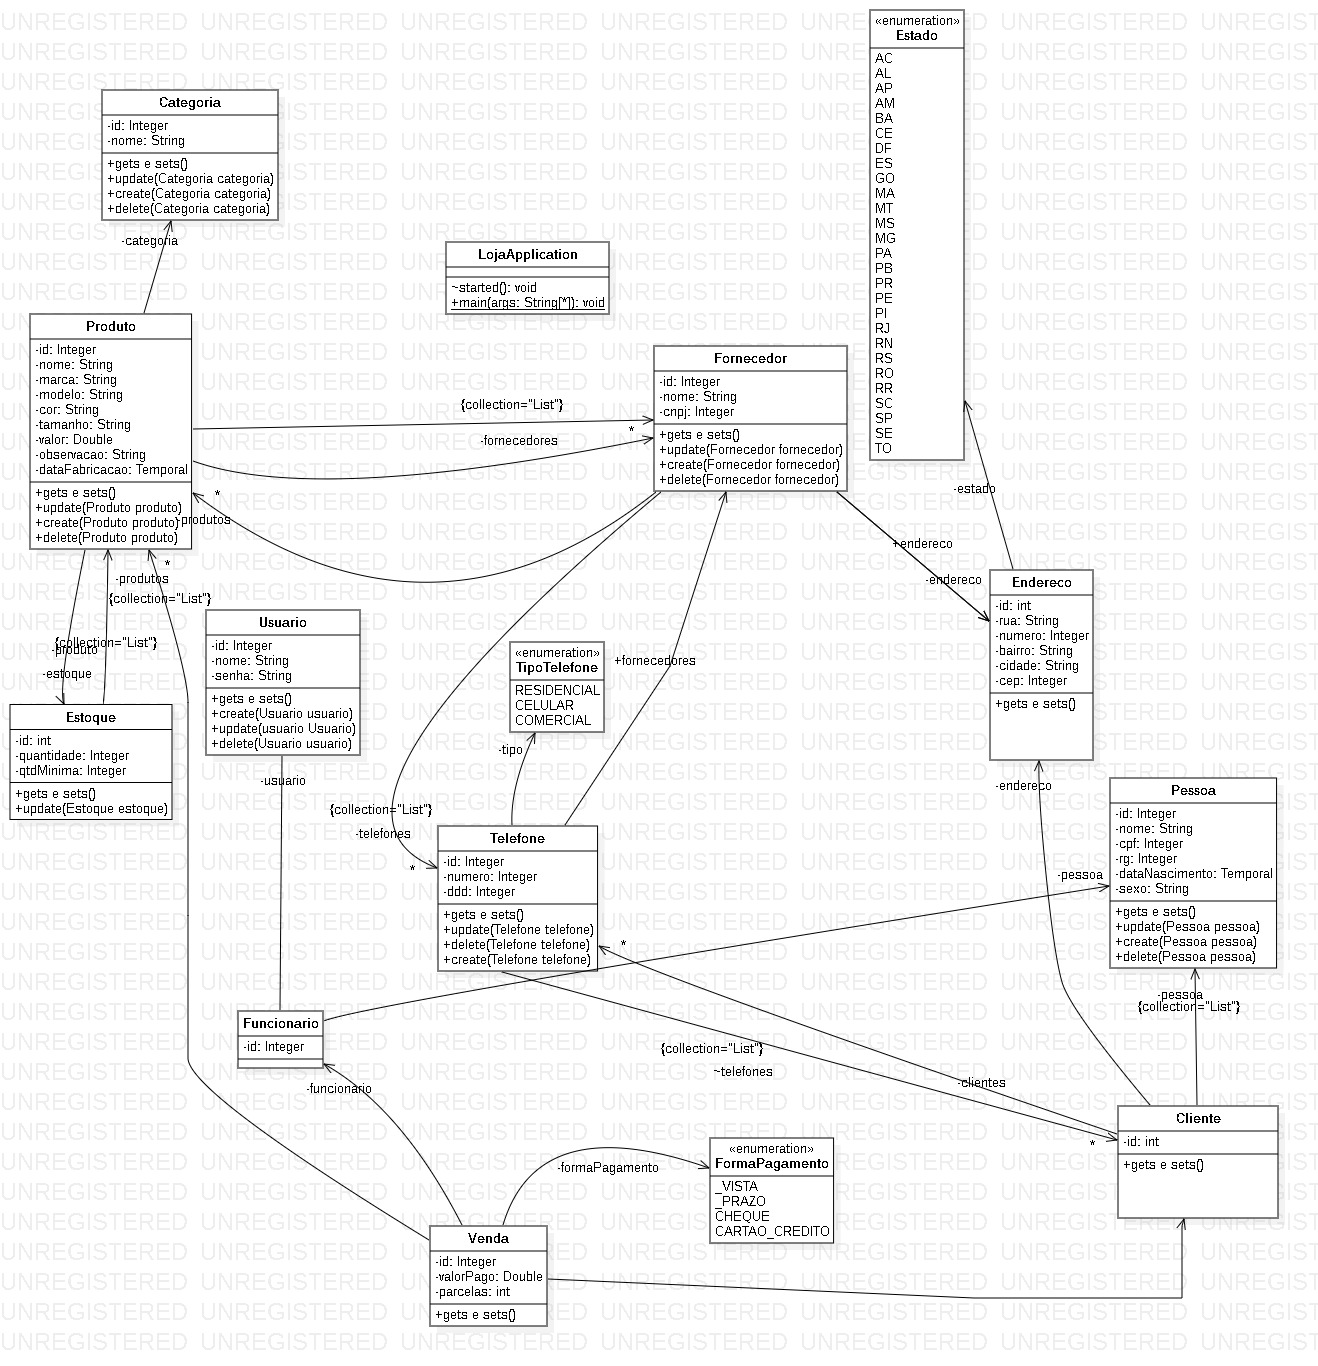 «enumeration»
Estado
AC
AL
AP
AM
BA
CE
DF
ES
GO
MA
MT
MS
MG
PA
PB
PR
PE
PI
RJ
RN
RS
RO
RR
SC
SP
SE
TO
Categoria
-id: Integer
-nome: String
+gets e sets()
+update(Categoria categoria)
+create(Categoria categoria)
+delete(Categoria categoria)
-categoria
LojaApplication
~started(): void
+main(args: String[*]): void
Produto
-id: Integer
-nome: String
-marca: String
-modelo: String
-cor: String
-tamanho: String
-valor: Double
-observacao: String
-dataFabricacao: Temporal
+gets e sets()
+update(Produto produto)
+create(Produto produto)
+delete(Produto produto)
Fornecedor
-id: Integer
-nome: String
-cnpj: Integer
+gets e sets()
+update(Fornecedor fornecedor)
+create(Fornecedor fornecedor)
+delete(Fornecedor fornecedor)
{collection="List"}
*
-fornecedores
*
-produtos
-estado
+endereco
-endereco
*
-produtos
{collection="List"}
{collection="List"}
-produto
-estoque
Endereco
-id: int
-rua: String
-numero: Integer
-bairro: String
-cidade: String
-cep: Integer
+gets e sets()
Usuario
-id: Integer
-nome: String
-senha: String
+gets e sets()
+create(Usuario usuario)
+update(usuario Usuario)
+delete(Usuario usuario)
«enumeration»
TipoTelefone
RESIDENCIAL
CELULAR
COMERCIAL
+fornecedores
-tipo
Estoque
-id: int
-quantidade: Integer
-qtdMinima: Integer
+gets e sets()
+update(Estoque estoque)
-usuario
{collection="List"}
-telefones
*
-endereco
Pessoa
-id: Integer
-nome: String
-cpf: Integer
-rg: Integer
-dataNascimento: Temporal
-sexo: String
+gets e sets()
+update(Pessoa pessoa)
+create(Pessoa pessoa)
+delete(Pessoa pessoa)
Telefone
-id: Integer
-numero: Integer
-ddd: Integer
+gets e sets()
+update(Telefone telefone)
+delete(Telefone telefone)
+create(Telefone telefone)
-pessoa
*
-pessoa
{collection="List"}
Funcionario
-id: Integer
{collection="List"}
~telefones
-clientes
*
-funcionario
Cliente
-id: int
+gets e sets()
«enumeration»
FormaPagamento
_VISTA
_PRAZO
CHEQUE
CARTAO_CREDITO
-formaPagamento
Venda
-id: Integer
-valorPago: Double
-parcelas: int
+gets e sets()
UNREGISTERED